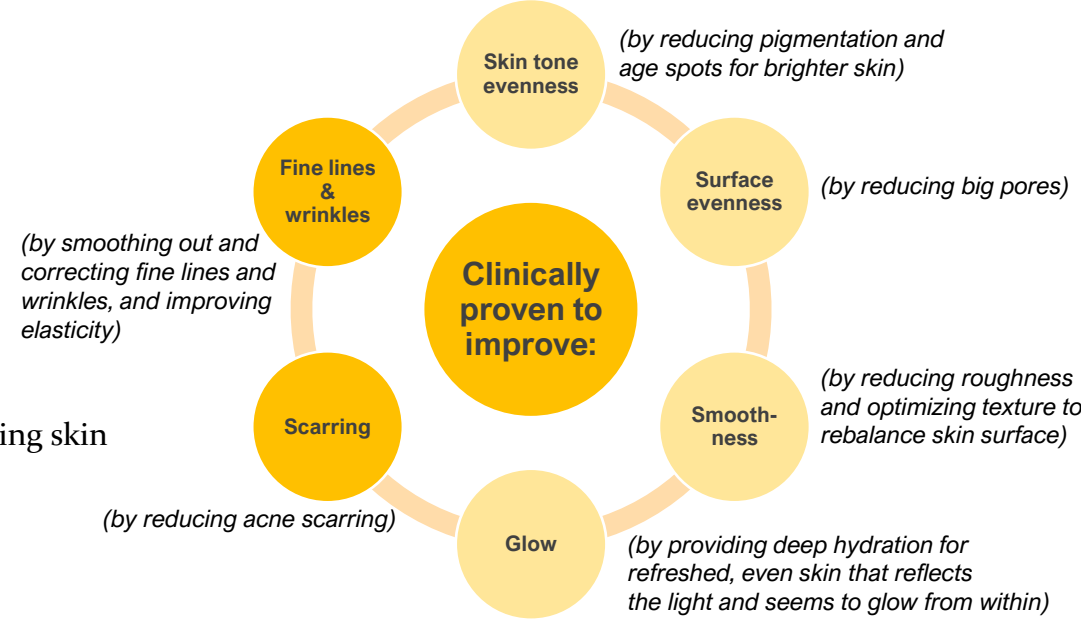 Skin tone
evenness
(by reducing pigmentation and
age spots for brighter skin)
Surface
evenness
(by reducing big pores)
Smooth-
ness
(by reducing roughness
and optimizing texture to
rebalance skin surface)
Glow
(by providing deep hydration for
refreshed, even skin that reflects
the light and seems to glow from within)
Scarring
(by reducing acne scarring)
Fine lines
&
wrinkles
(by smoothing out and
correcting fine lines and
wrinkles, and improving
elasticity)
Clinically
proven to
improve:
skin